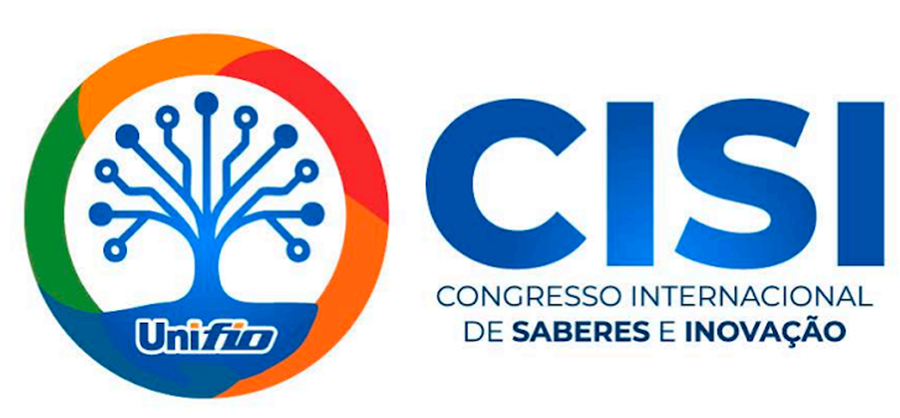 Unifio
CISI
CONGRESSO INTERNACIONAL
DE SABERES E INOVAÇÃO